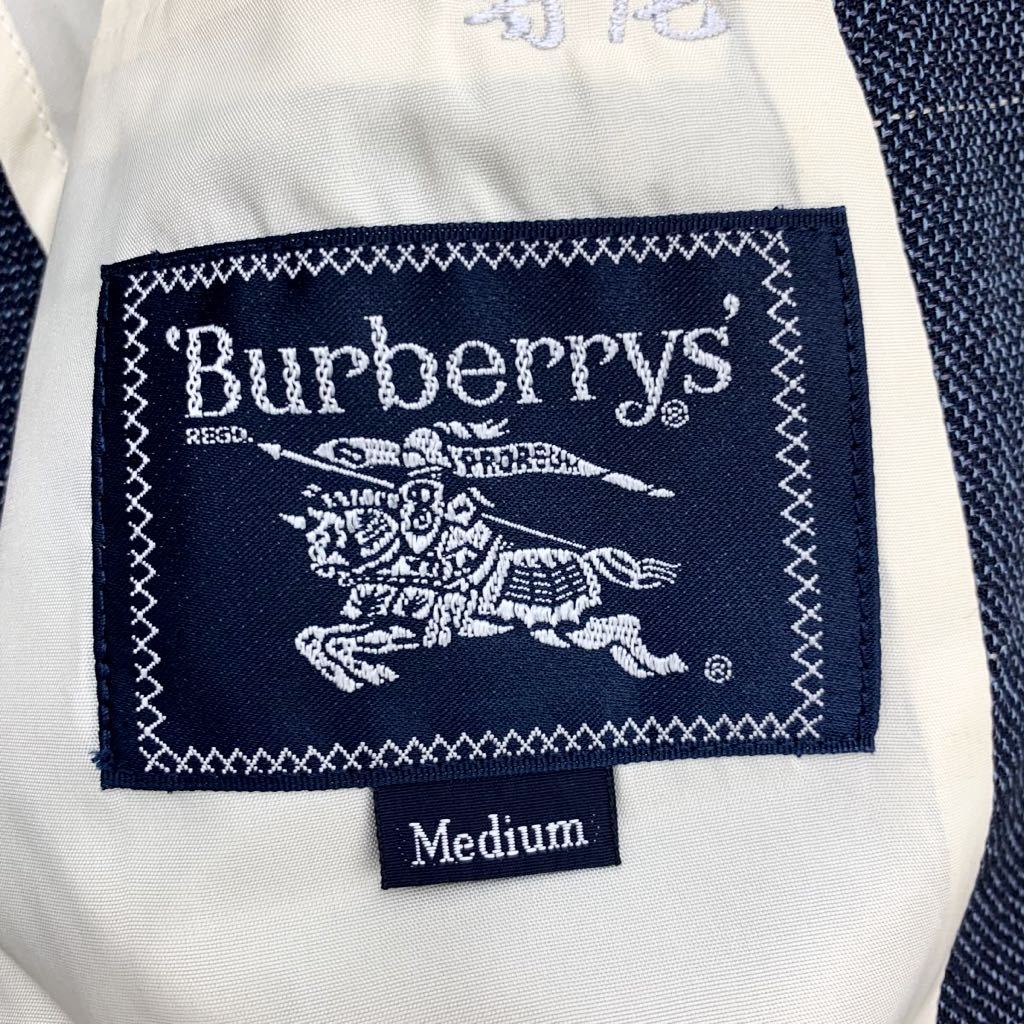 'Burberrys'®
REGD.
PRORSUM
®
Medium